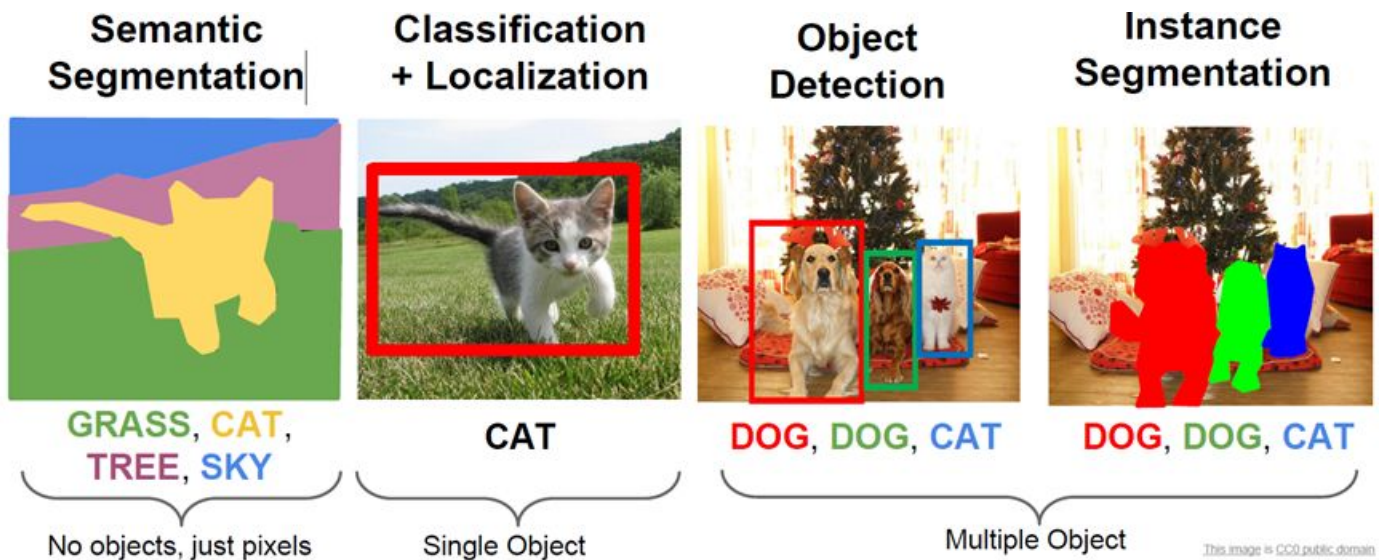 Semantic
Segmentation
Classification
+ Localization
Object
Detection
Instance
Segmentation
GRASS, CAT,
TREE, SKY
CAT
DOG, DOG, CAT
DOG, DOG, CAT
No objects, just pixels
Single Object
Multiple Object
This image is CC0 public domain